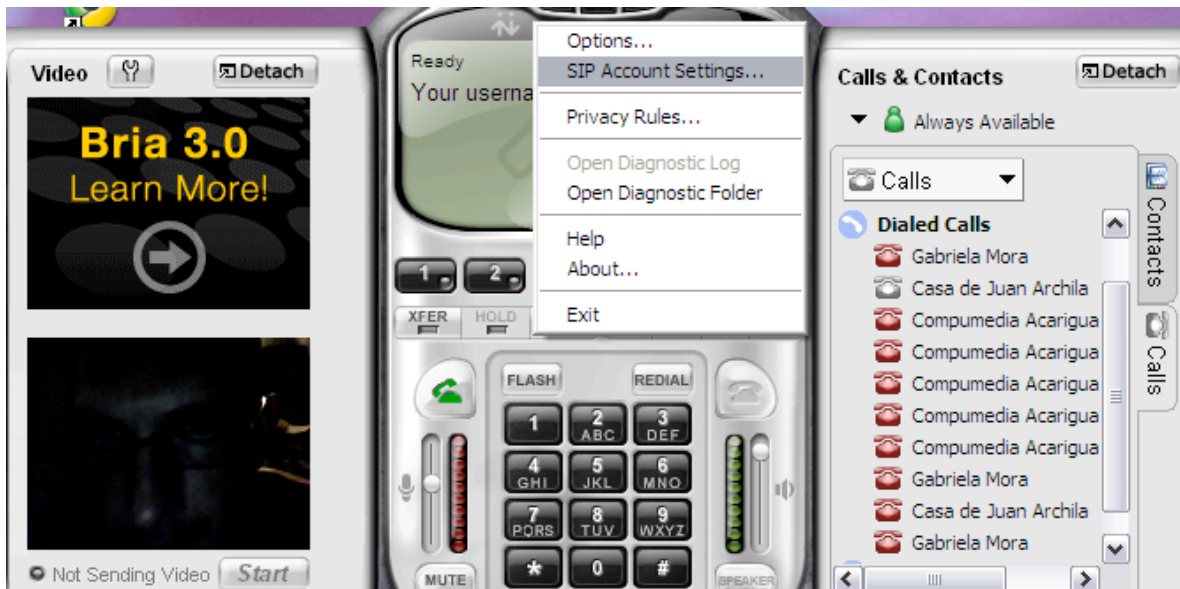 Video
Detach
Bria 3.0
Learn More!
Not Sending Video
Start
Ready
Your userna
Options...
SIP Account Settings...
Privacy Rules...
Open Diagnostic Log
Open Diagnostic Folder
Help
About...
Exit
1
2
XFER
HOLD
FLASH
REDIAL
1
2
ABC
3
DEF
4
GHI
5
JKL
6
MNO
7
PQRS
8
TUV
9
WXYZ
*
0
#
MUTE
SPEAKER
Calls & Contacts
Detach
Always Available
Calls
Dialed Calls
Gabriela Mora
Casa de Juan Archila
Compumedia Acarigua
Compumedia Acarigua
Compumedia Acarigua
Compumedia Acarigua
Compumedia Acarigua
Gabriela Mora
Casa de Juan Archila
Gabriela Mora
Contacts
Calls